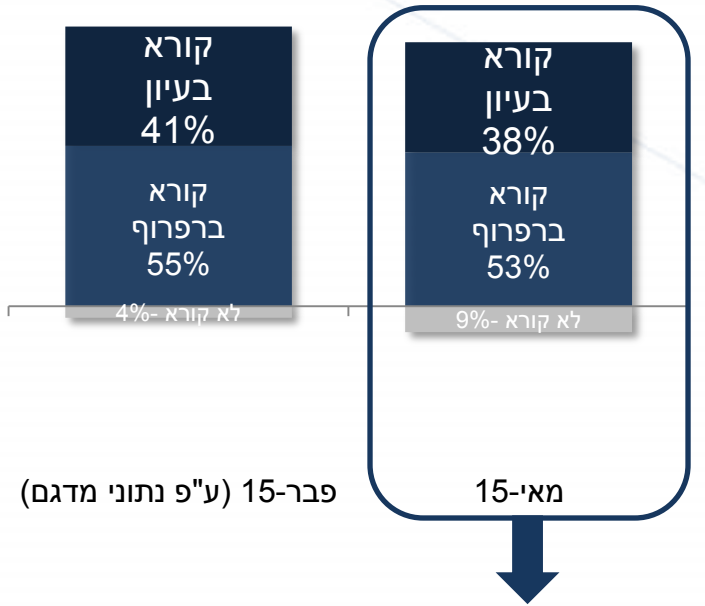 קורא
בעיון
38%
קורא
ברפרוף
53%
לא קורא -9%
מאי-15
קורא
בעיון
41%
קורא
ברפרוף
55%
לא קורא -4%
פבר-15 (ע"פ נתוני מדגם)